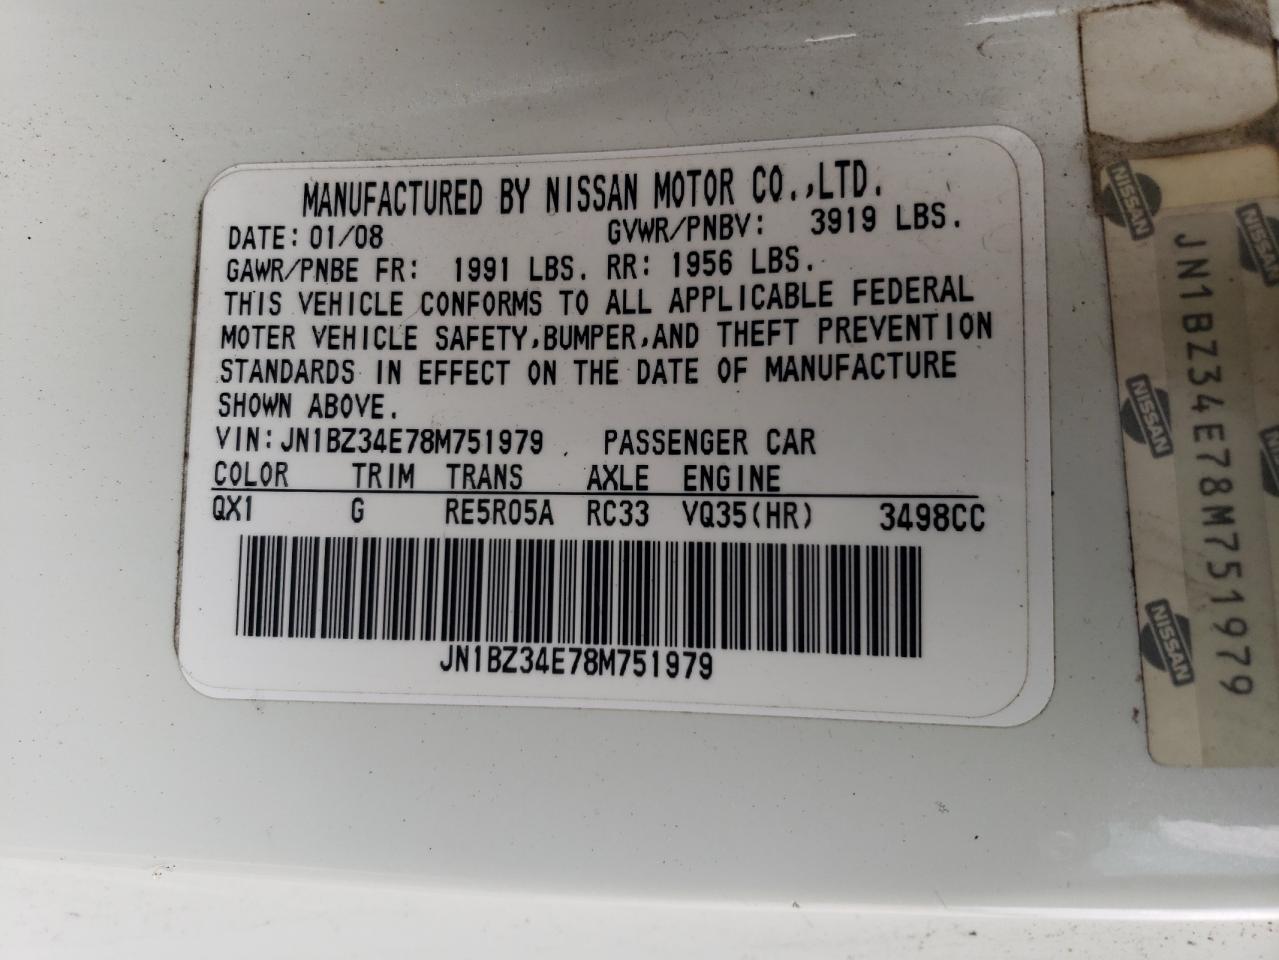 MANUFACTURED BY NISSAN MOTOR CO.,LTD.
DATE: 01/08 GVWR/PNBV: 3919 LBS.
GAWR/PNBE FR: 1991 LBS. RR: 1956 LBS.
THIS VEHICLE CONFORMS TO ALL APPLICABLE FEDERAL
MOTER VEHICLE SAFETY,BUMPER,AND THEFT PREVENTION
STANDARDS IN EFFECT ON THE DATE OF MANUFACTURE
SHOWN ABOVE.
VIN: JN1BZ34E78M751979 PASSENGER CAR
COLOR TRIM TRANS AXLE ENGINE
QX1 G RE5R05A RC33 VQ35(HR) 3498CC
JN1BZ34E78M751979
NISSAN
NISSAN
NISSAN
JN1BZ34E78M751979
NISSAN
NISSAN